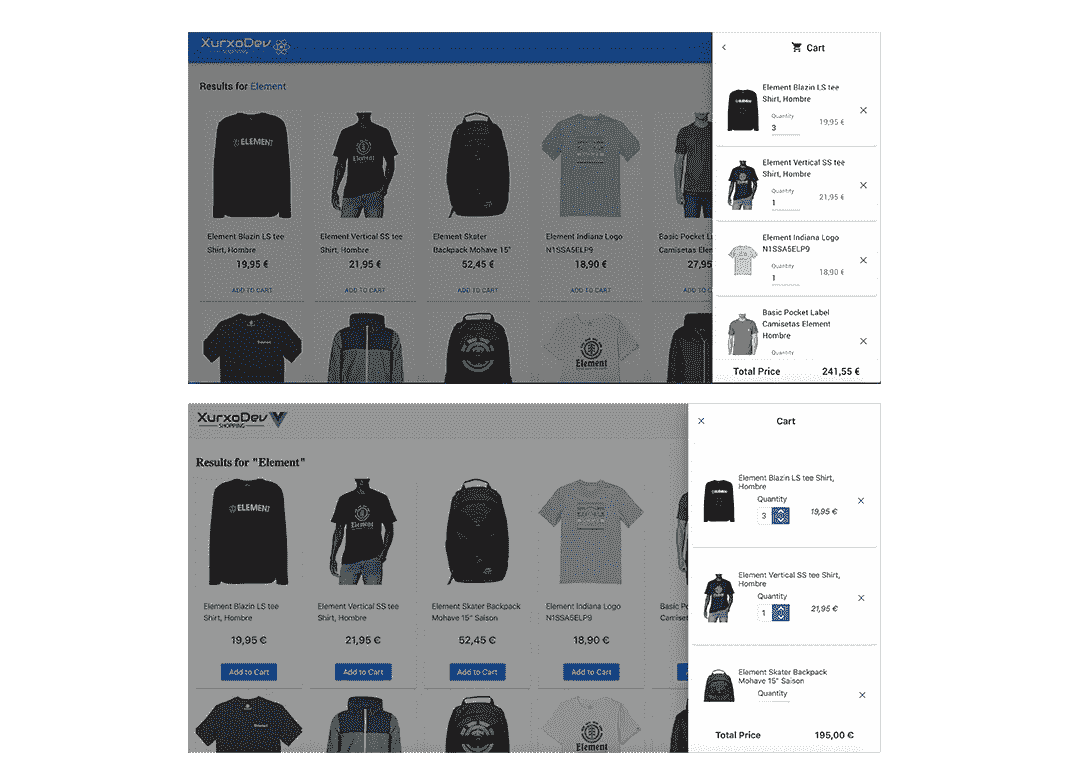 XurxoDev
SHOPPING
Cart
Results for Element
Element Blazin LS tee
Shirt, Hombre
Quantity
3
19,95 €
Element Vertical SS tee
Shirt, Hombre
Quantity
1
21,95 €
Element Indiana Logo
N1SSA5ELP9
Quantity
1
18,90 €
Basic Pocket Label
Camisetas Element
Hombre
Quantity
Total Price 241,55 €
ELEMENT
Element
Element Blazin LS tee
Shirt, Hombre
19,95 €
ADD TO CART
Element Vertical SS tee
Shirt, Hombre
21,95 €
ADD TO CART
Element Skater
Backpack Mohave 15"
52,45 €
ADD TO CART
Element Indiana Logo
N1SSA5ELP9
18,90 €
ADD TO CART
Basic Pocket L
Camisetas Elem
27,95
ADD TO C
Element
XurxoDev
SHOPPING
Cart
Results for "Element"
ELEMENT
Element Blazin LS tee
Shirt, Hombre
19,95 €
Add to Cart
Element Vertical SS tee
Shirt, Hombre
21,95 €
Add to Cart
Element Skater Backpack
Mohave 15" Saison
52,45 €
Add to Cart
Element Indiana Logo
N1SSA5ELP9
18,90 €
Add to Cart
Basic Po
Camiset
Element
Element Blazin LS tee Shirt,
Hombre
Quantity
3
19,95 €
Element Vertical SS tee Shirt,
Hombre
Quantity
1
21,95 €
Element Skater Backpack
Mohave 15" Saison
Quantity
Total Price 195,00 €